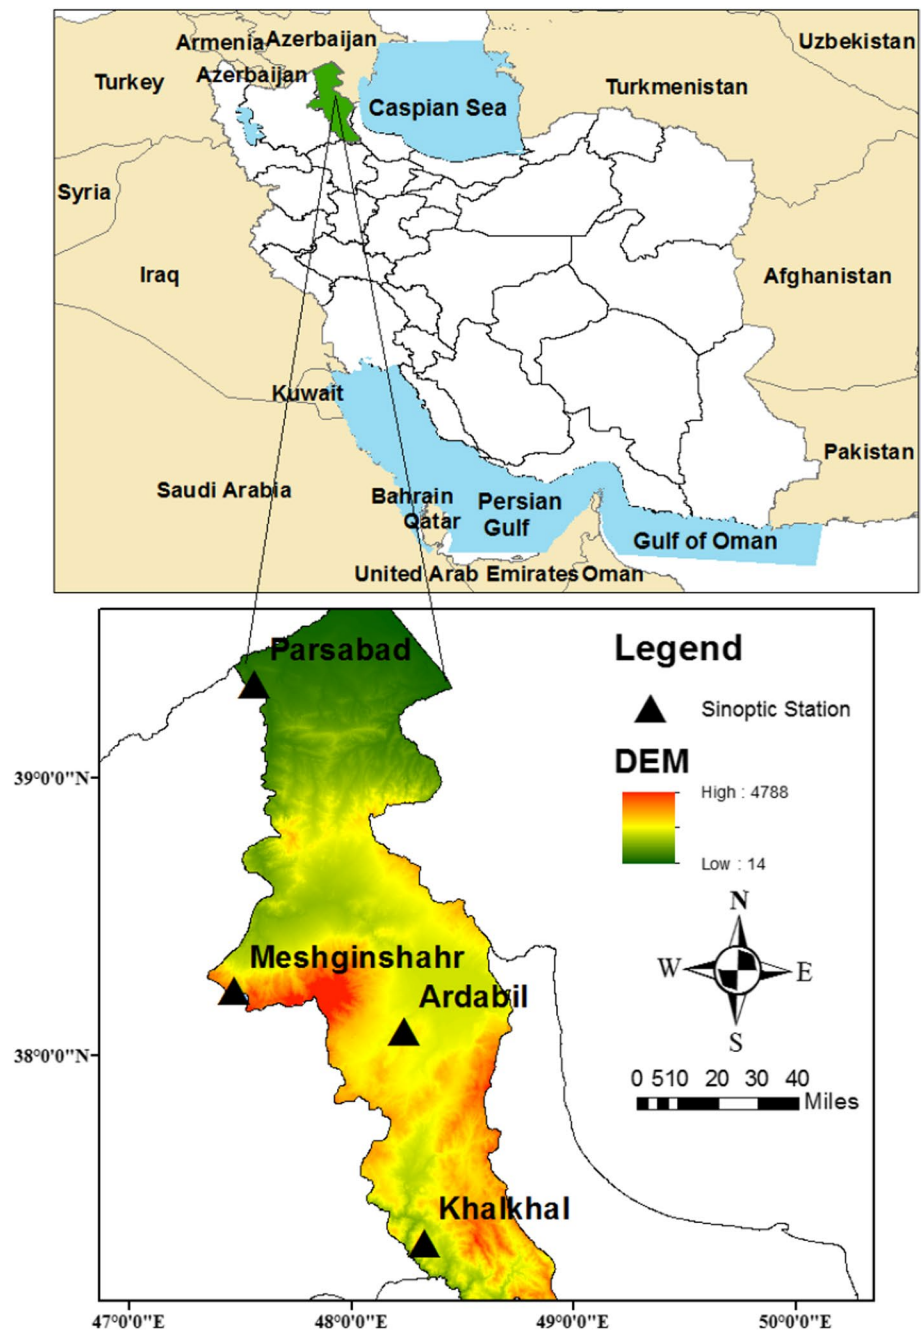 Armenia
Azerbaijan
Uzbekistan
Turkey
Azerbaijan
Caspian Sea
Turkmenistan
Syria
Iraq
Afghanistan
Kuwait
Pakistan
Saudi Arabia
Bahrain
Qatar
Persian
Gulf
Gulf of Oman
United Arab Emirates
Oman
Parsabad
Legend
Sinoptic Station
39°0'0"N
DEM
High : 4788
Low : 14
Meshginshahr
Ardabil
N
W
E
S
38°0'0"N
0 5 10 20 30 40
Miles
Khalkhal
47°0'0"E
48°0'0"E
49°0'0"E
50°0'0"E